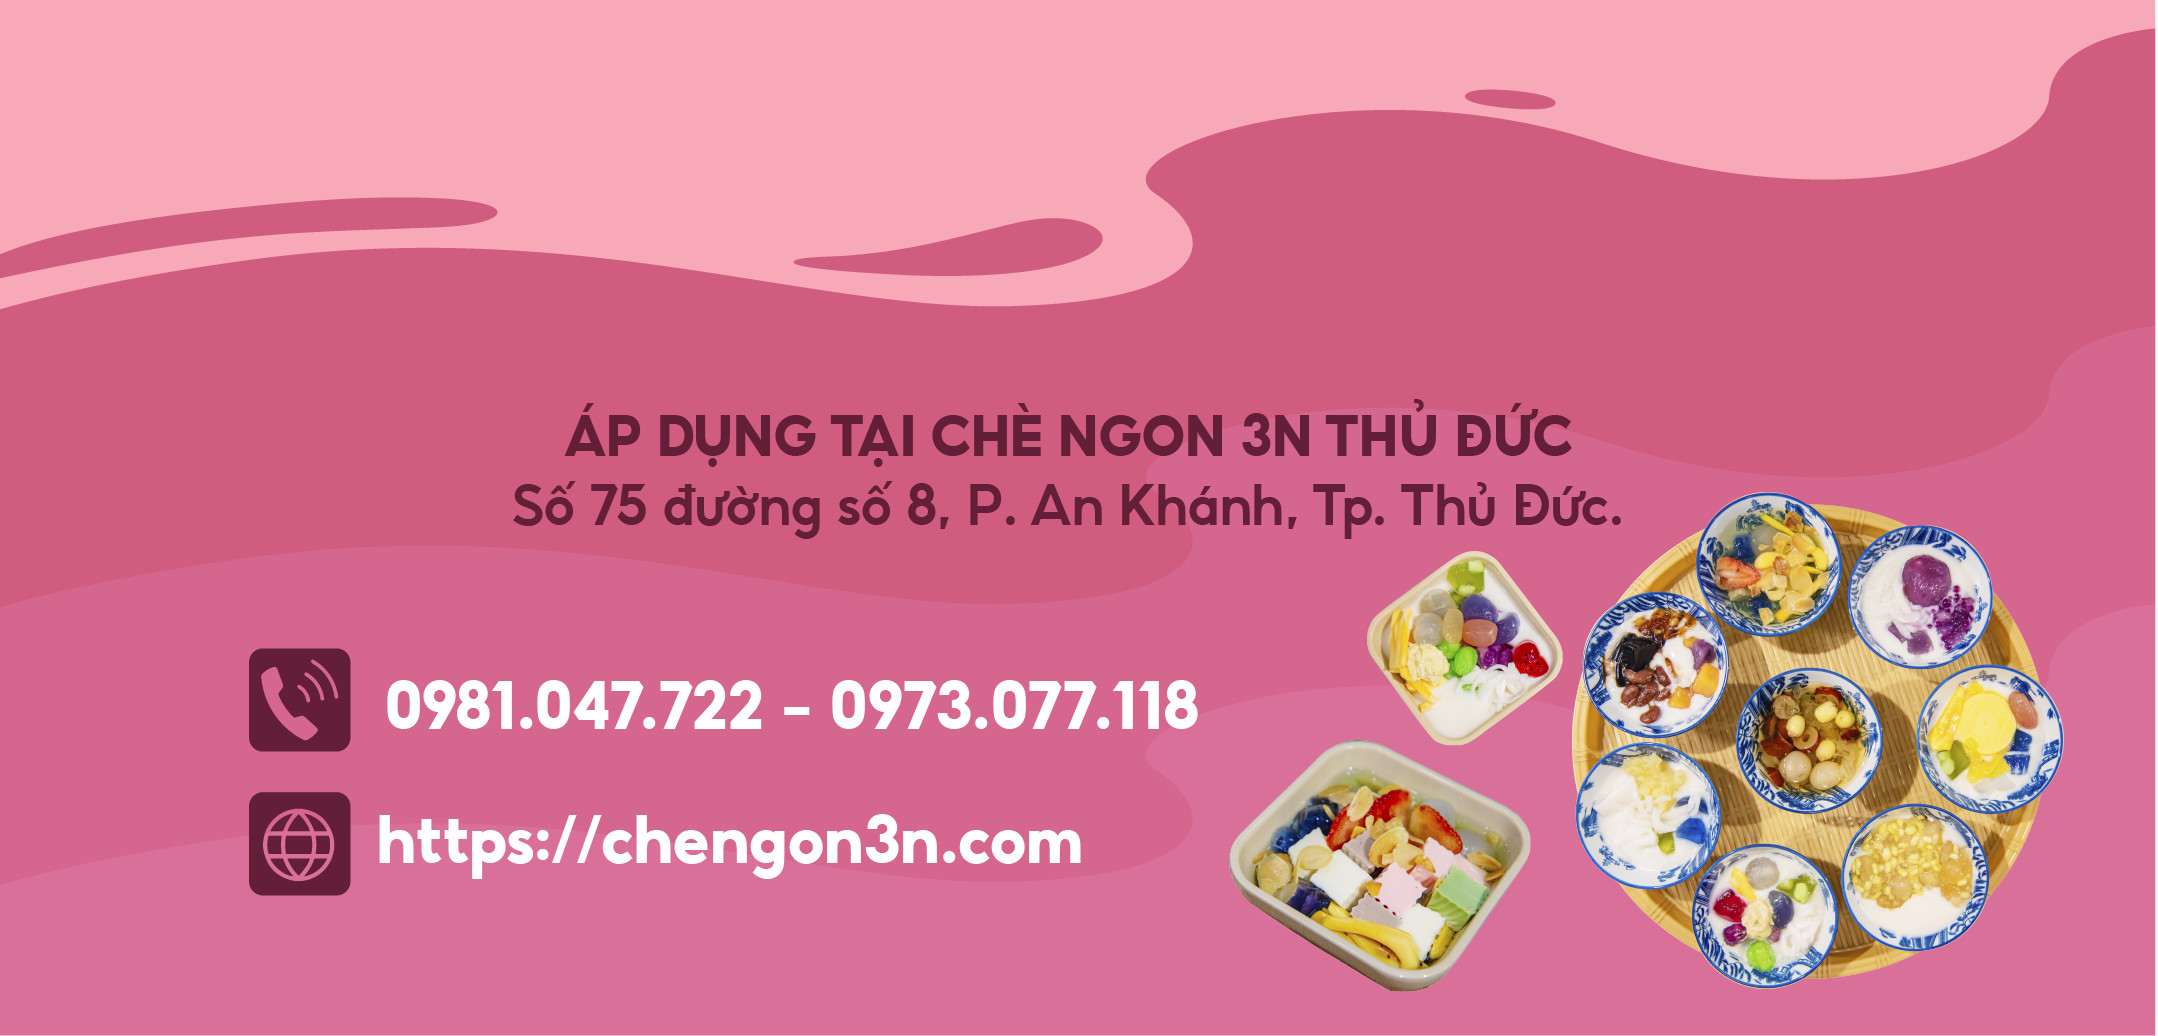 ÁP DỤNG TẠI CHÈ NGON 3N THỦ ĐỨC
Số 75 đường số 8, P. An Khánh, Tp. Thủ Đức.
0981.047.722 - 0973.077.118
https://chengon3n.com